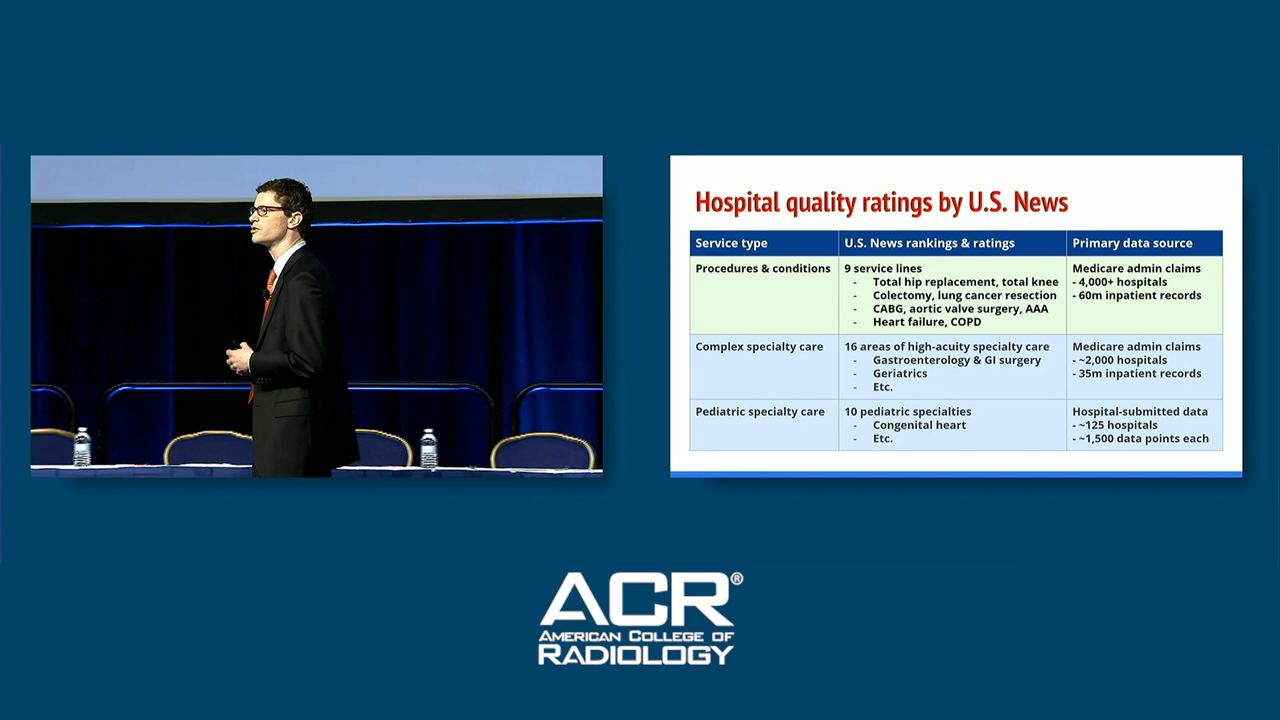 Hospital quality ratings by U.S. News
Service type
U.S. News rankings & ratings
Primary data source
Procedures & conditions
9 service lines
- Total hip replacement, total knee
- Colectomy, lung cancer resection
- CABG, aortic valve surgery, AAA
- Heart failure, COPD
Medicare admin claims
- 4,000+ hospitals
- 60m inpatient records
Complex specialty care
16 areas of high-acuity specialty care
- Gastroenterology & GI surgery
- Geriatrics
- Etc.
Medicare admin claims
- ~2,000 hospitals
- 35m inpatient records
Pediatric specialty care
10 pediatric specialties
- Congenital heart
- Etc.
Hospital-submitted data
- ~125 hospitals
- ~1,500 data points each
ACR®
AMERICAN COLLEGE OF
RADIOLOGY